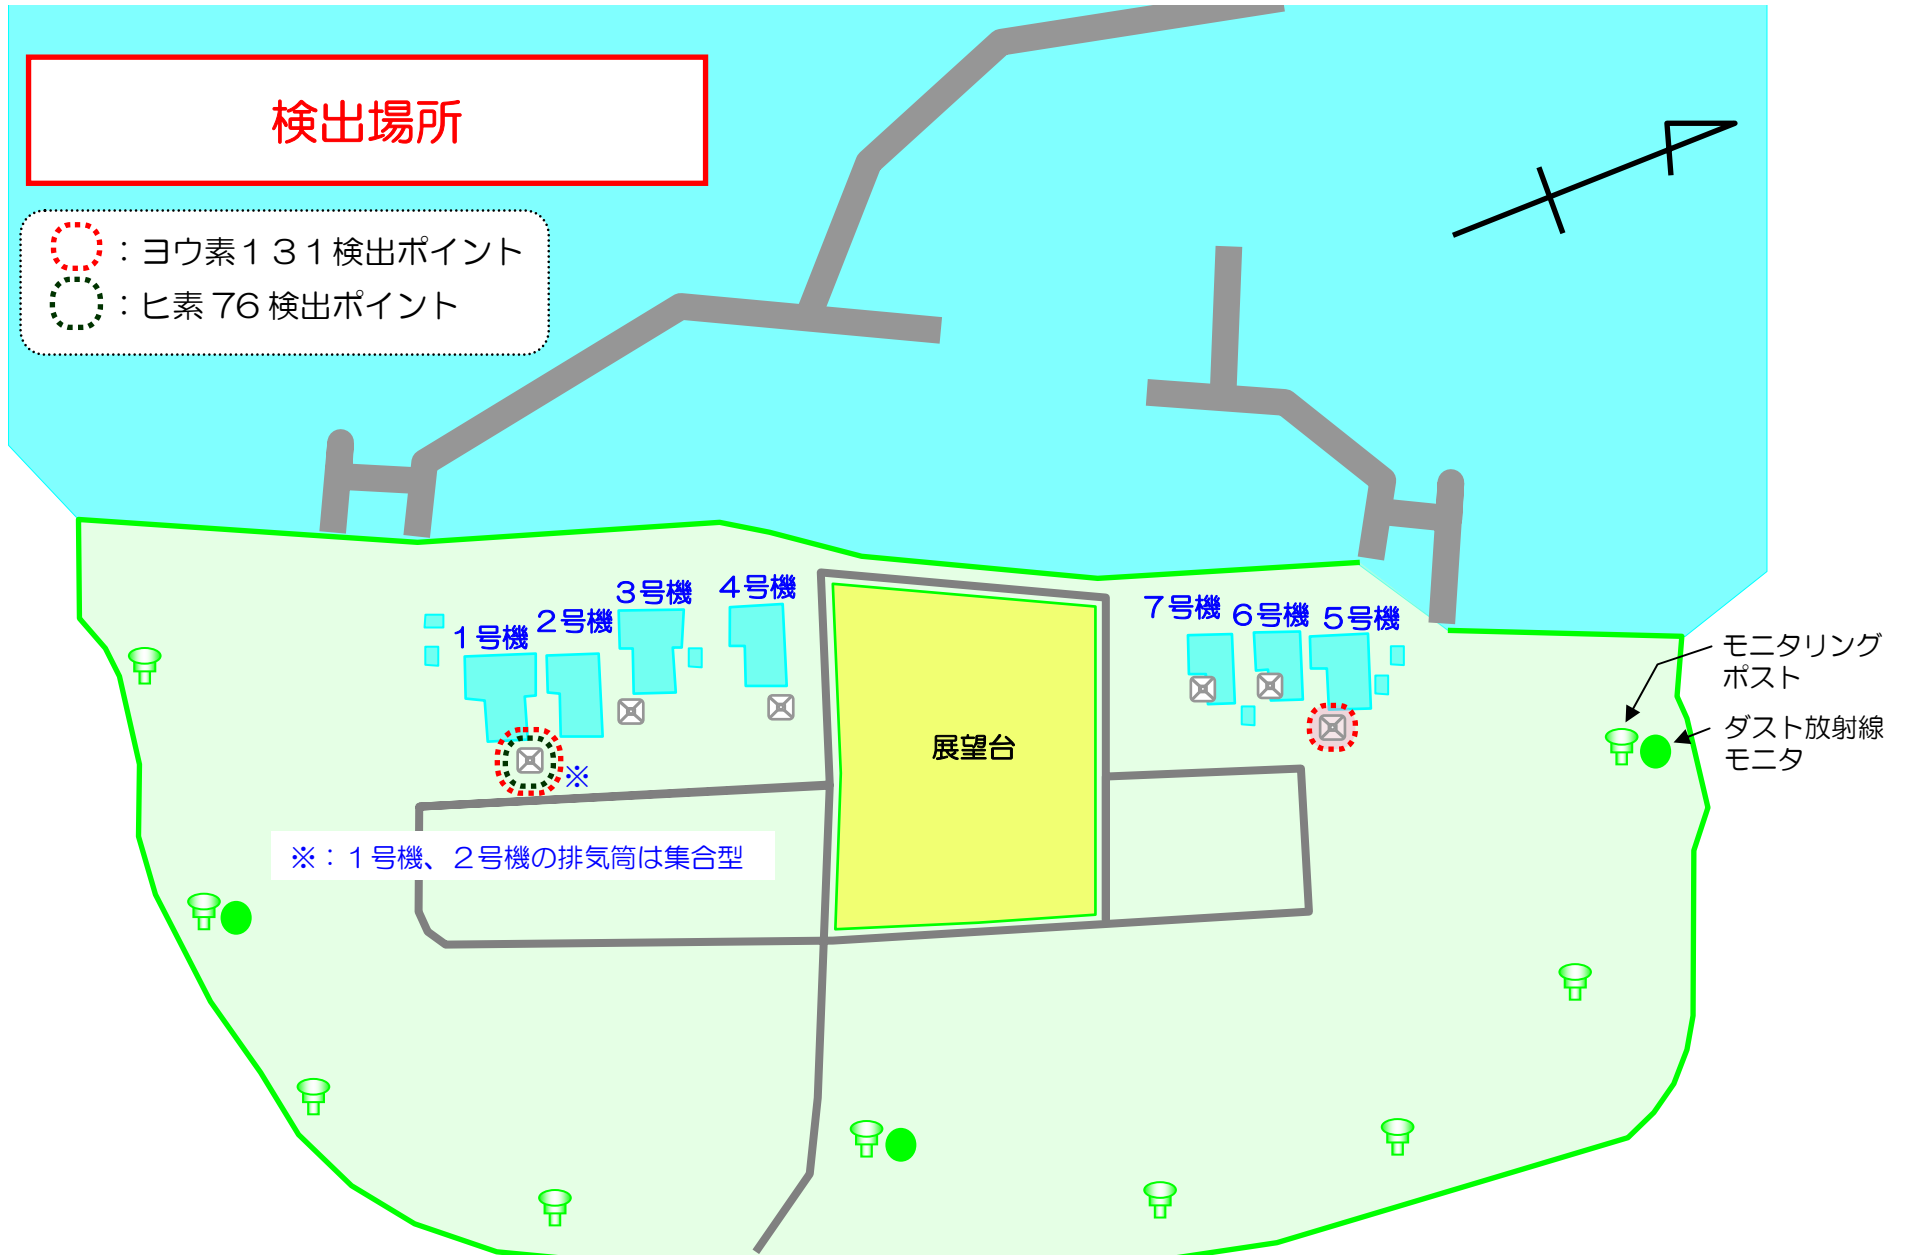 検出場所
：ヨウ素１３１検出ポイント
：ヒ素 76 検出ポイント
１号機
２号機
３号機
４号機
７号機
６号機
５号機
モニタリング
ポスト
ダスト放射線
モニタ
展望台
※
※：１号機、２号機の排気筒は集合型